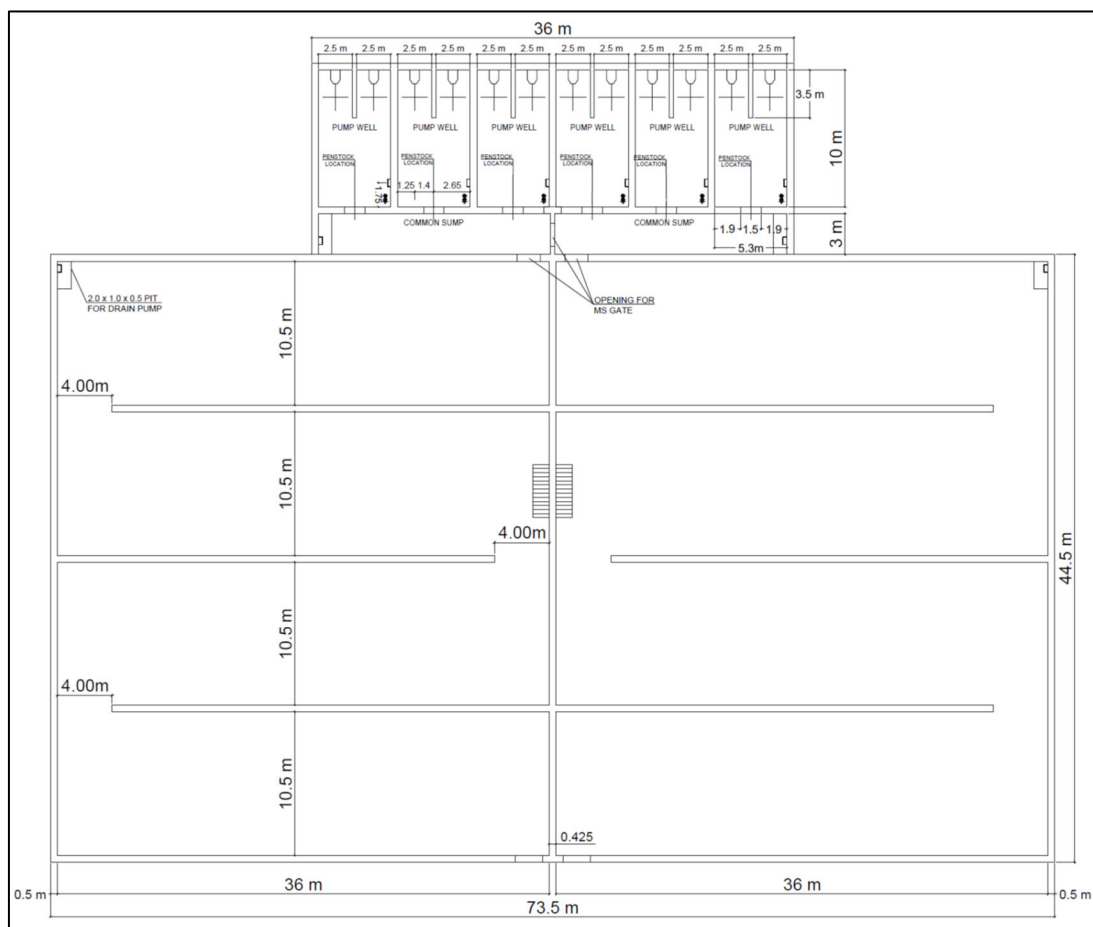 36 m
2.5 m 2.5 m 2.5 m 2.5 m 2.5 m 2.5 m 2.5 m 2.5 m 2.5 m 2.5 m 2.5 m 2.5 m
3.5 m
PUMP WELL PUMP WELL PUMP WELL PUMP WELL PUMP WELL PUMP WELL
10 m
PENSTOCK PENSTOCK PENSTOCK PENSTOCK PENSTOCK PENSTOCK
LOCATION LOCATION LOCATION LOCATION LOCATION LOCATION
1.75
1.25 1.4 2.65
COMMON SUMP COMMON SUMP
1.9 1.5 1.9
5.3m
3 m
2.0 x 1.0 x 0.5 PIT
FOR DRAIN PUMP
OPENING FOR
MS GATE
10.5 m
4.00m
10.5 m
4.00m
44.5 m
10.5 m
4.00m
10.5 m
0.425
0.5 m 36 m 36 m 0.5 m
73.5 m